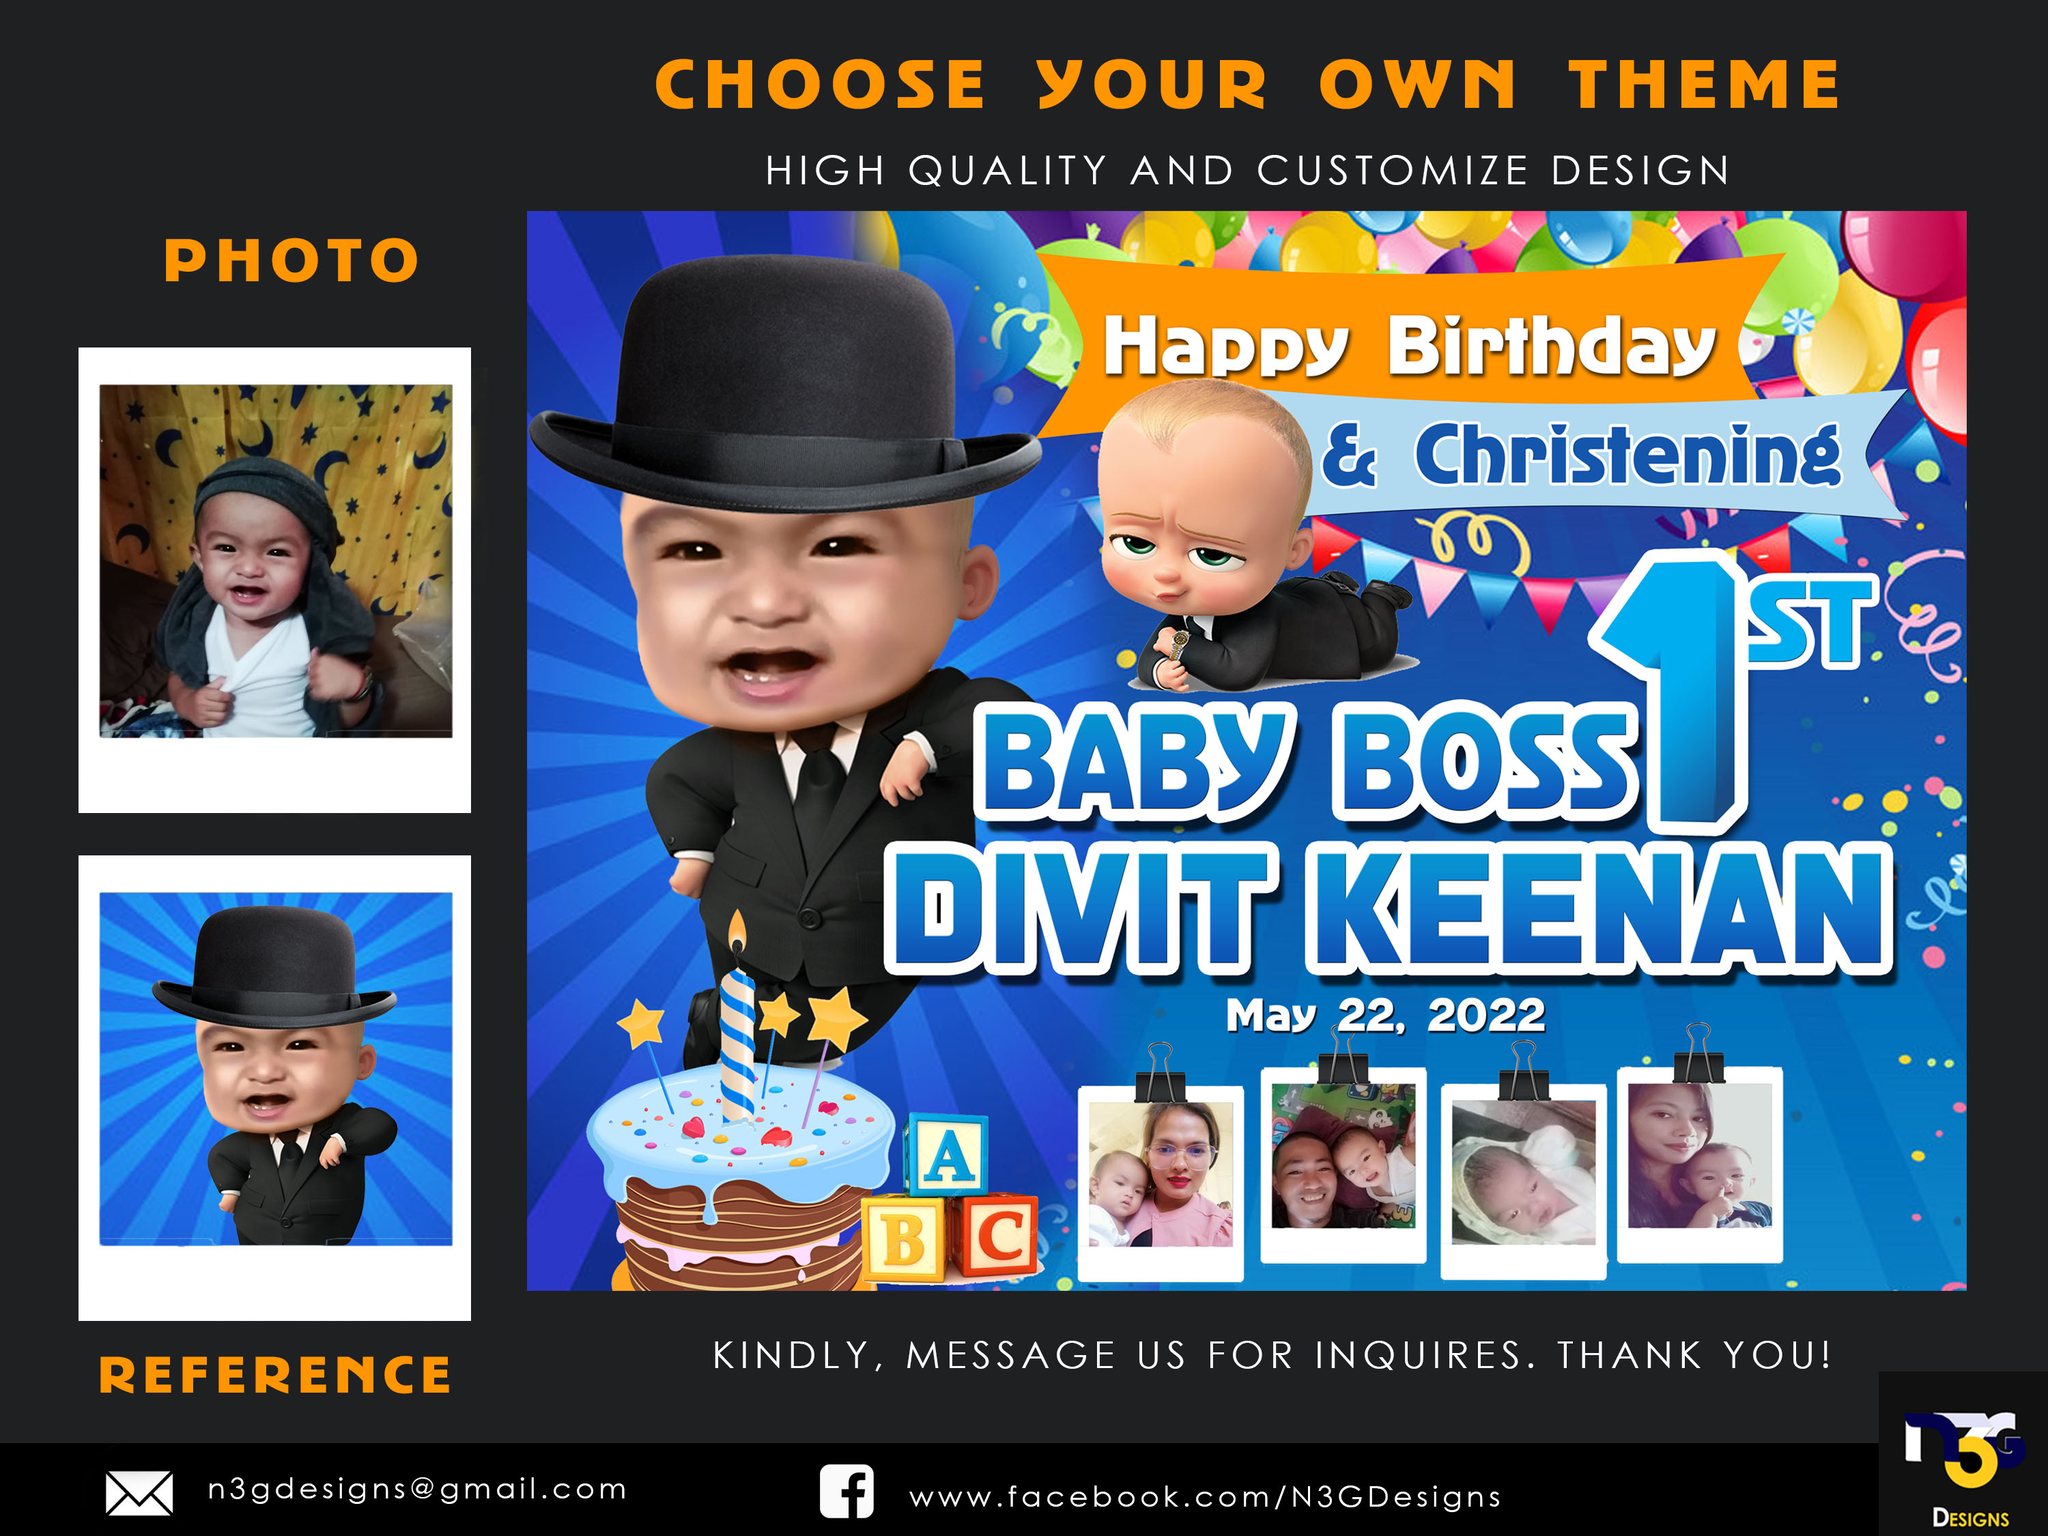 CHOOSE YOUR OWN THEME
HIGH QUALITY AND CUSTOMIZE DESIGN
PHOTO
Happy Birthday
& Christening
1ST
BABY BOSS
DIVIT KEENAN
May 22, 2022
A
B C
REFERENCE
KINDLY, MESSAGE US FOR INQUIRES. THANK YOU!
n3gdesigns@gmail.com
www.facebook.com/N3GDesigns
N3G
DESIGNS